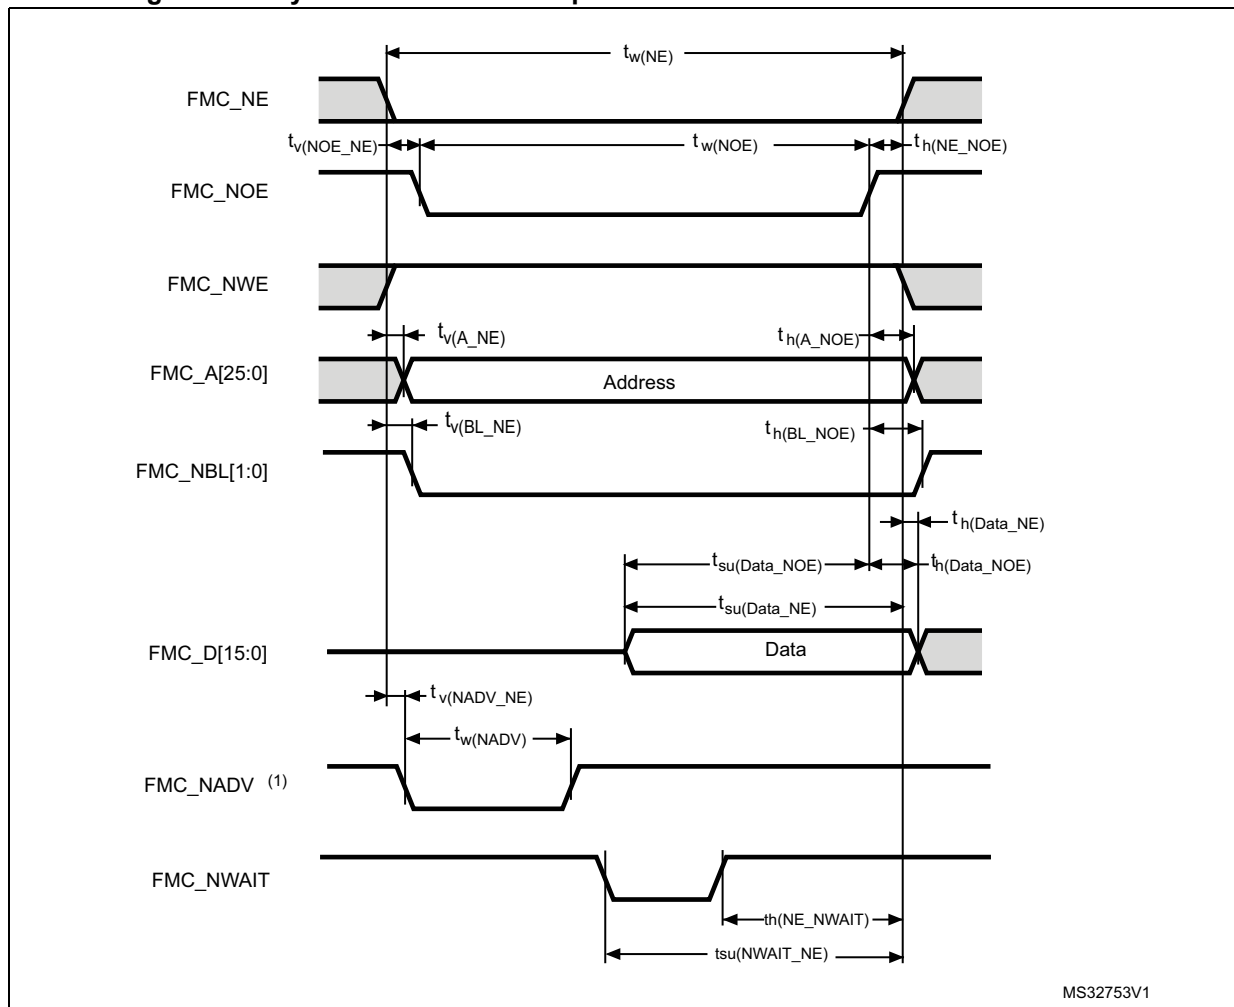 tw(NE)
FMC_NE
tv(NOE_NE)
tw(NOE)
th(NE_NOE)
FMC_NOE
FMC_NWE
tv(A_NE)
th(A_NOE)
FMC_A[25:0]
Address
tv(BL_NE)
th(BL_NOE)
FMC_NBL[1:0]
th(Data_NE)
tsu(Data_NOE)
th(Data_NOE)
tsu(Data_NE)
FMC_D[15:0]
Data
tv(NADV_NE)
tw(NADV)
FMC_NADV (1)
FMC_NWAIT
th(NE_NWAIT)
tsu(NWAIT_NE)
MS32753V1